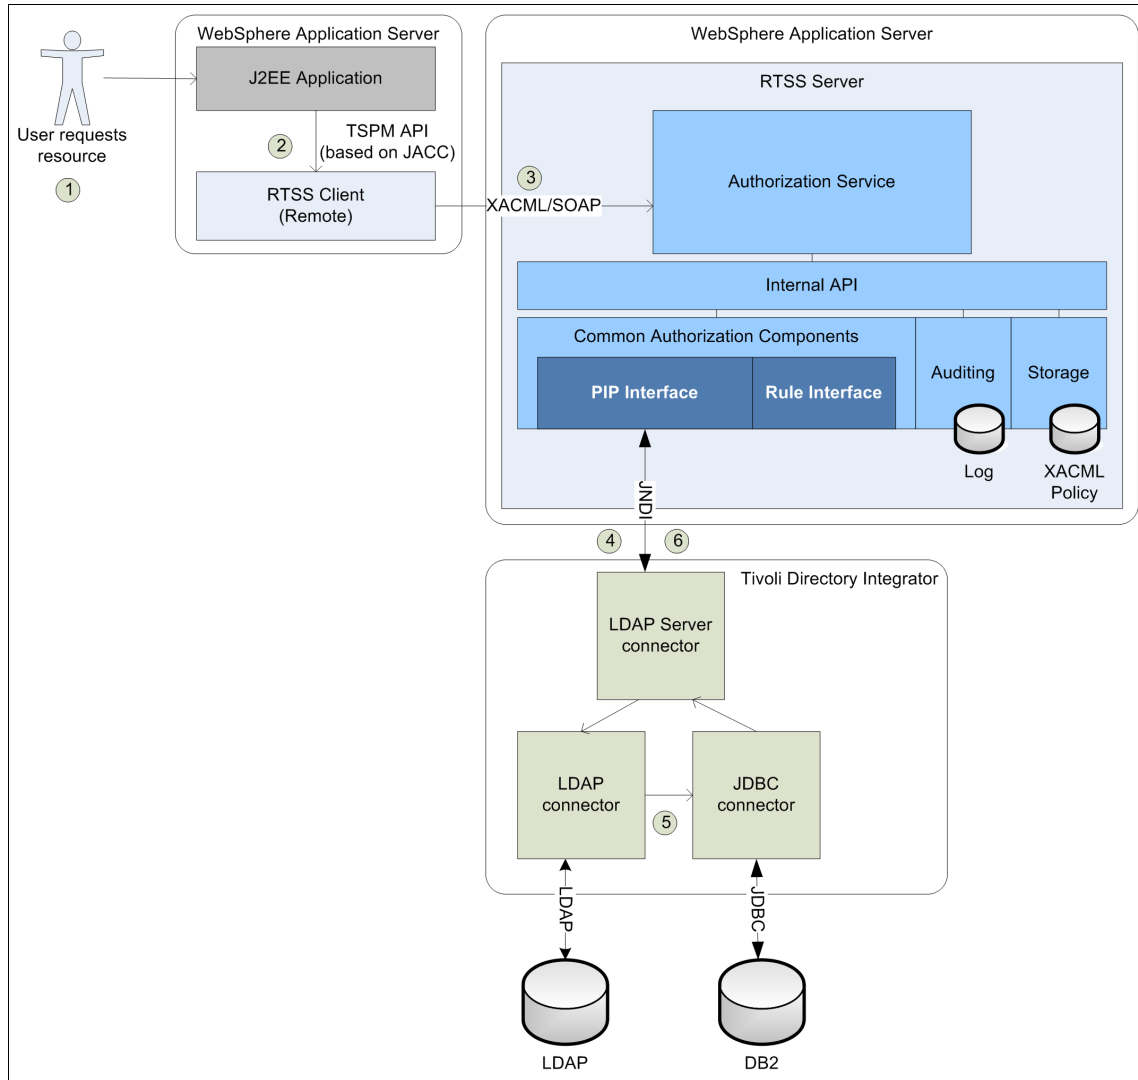 WebSphere Application Server
J2EE Application
User requests
resource
1
2
TSPM API
(based on JACC)
RTSS Client
(Remote)
3
XACML/SOAP
WebSphere Application Server
RTSS Server
Authorization Service
Internal API
Common Authorization Components
PIP Interface
Rule Interface
Auditing
Storage
Log
XACML
Policy
JNDI
4
6
Tivoli Directory Integrator
LDAP Server
connector
LDAP
connector
5
JDBC
connector
LDAP
JDBC
LDAP
DB2